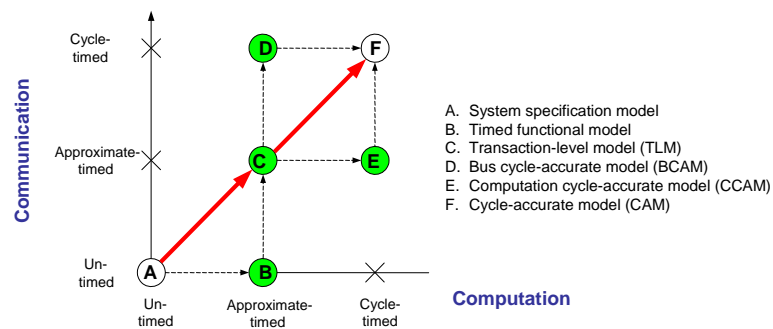 Communication
Cycle-
timed
Approximate-
timed
Un-
timed
D
F
C
E
A
B
Un-
timed
Approximate-
timed
Cycle-
timed
Computation
A. System specification model
B. Timed functional model
C. Transaction-level model (TLM)
D. Bus cycle-accurate model (BCAM)
E. Computation cycle-accurate model (CCAM)
F. Cycle-accurate model (CAM)